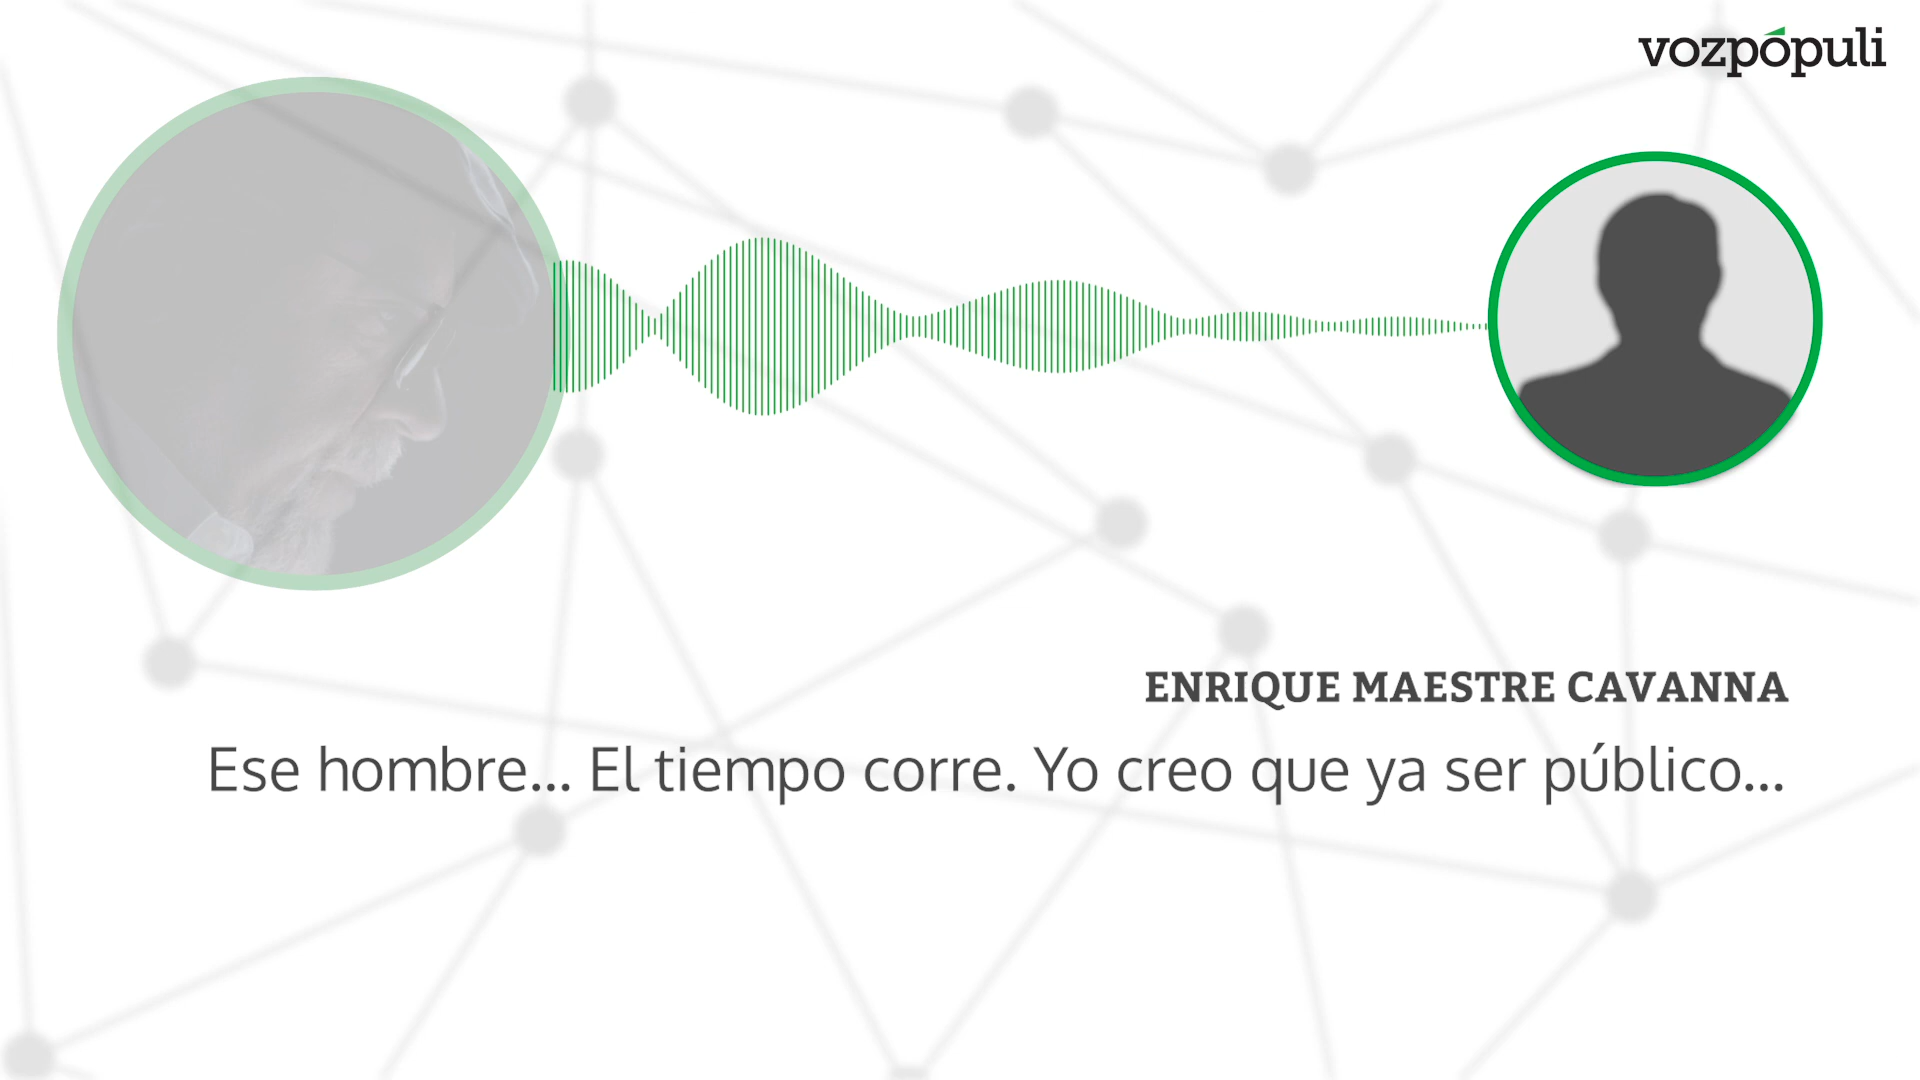 vozpópuli
ENRIQUE MAESTRE CAVANNA
Ese hombre... El tiempo corre. Yo creo que ya ser público...